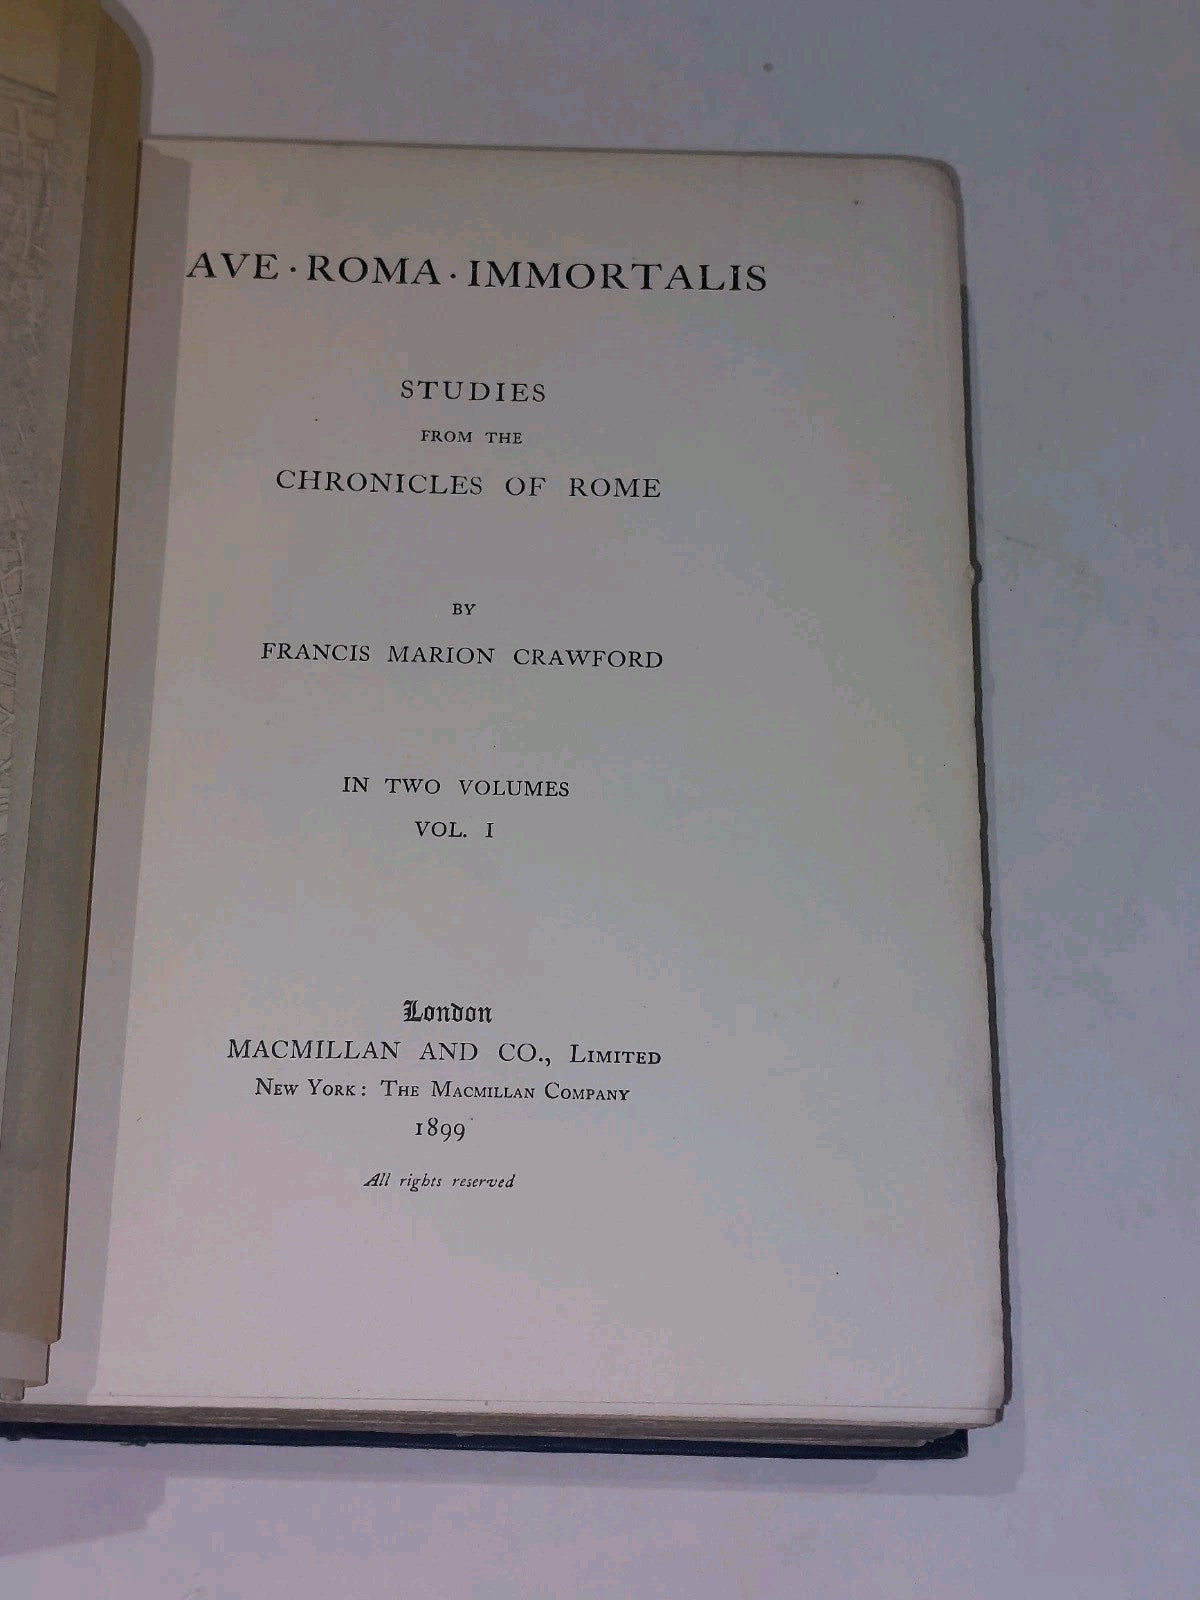 AVE · ROMA · IMMORTALIS
STUDIES
FROM THE
CHRONICLES OF ROME
BY
FRANCIS MARION CRAWFORD
IN TWO VOLUMES
VOL. I
London
MACMILLAN AND CO., LIMITED
NEW YORK: THE MACMILLAN COMPANY
1899
All rights reserved